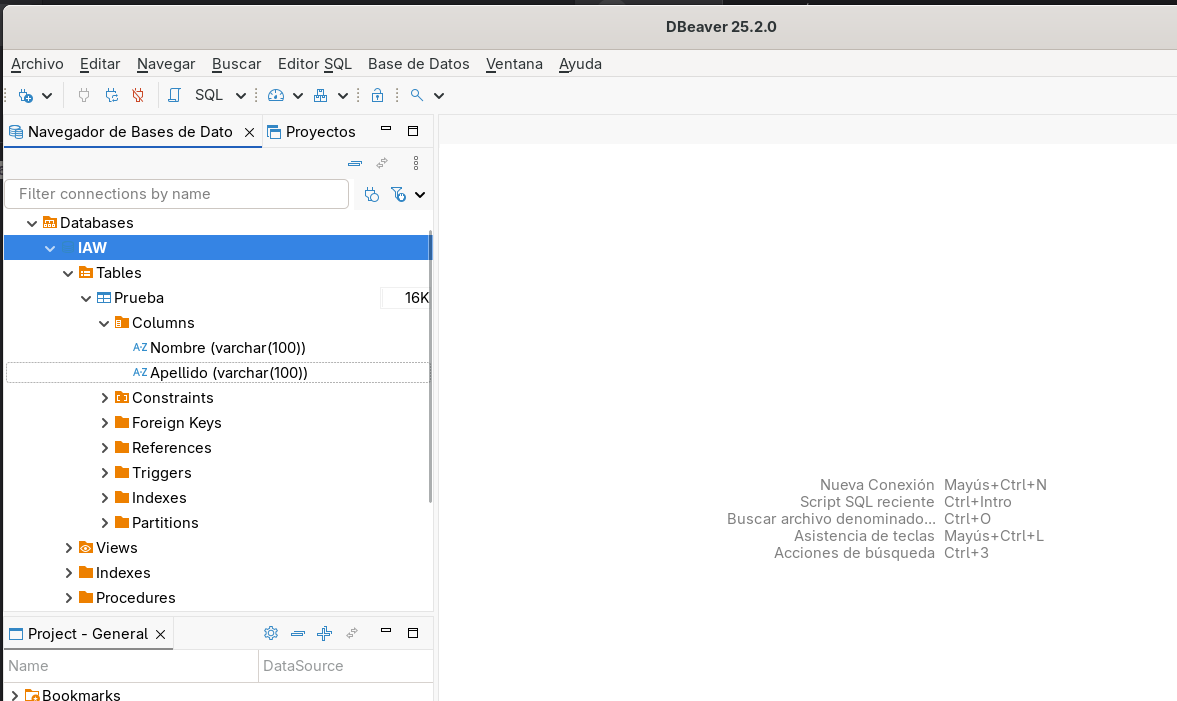 DBeaver 25.2.0
Archivo Editar Navegar Buscar Editor SQL Base de Datos Ventana Ayuda
SQL
Navegador de Bases de Dato Proyectos
Filter connections by name
Databases
IAW
Tables
Prueba 16K
Columns
A-Z Nombre (varchar(100))
A-Z Apellido (varchar(100))
Constraints
Foreign Keys
References
Triggers
Indexes
Partitions
Views
Indexes
Procedures
Project - General
Name DataSource
Bookmarks
Nueva Conexión Mayús+Ctrl+N
Script SQL reciente Ctrl+Intro
Buscar archivo denominado... Ctrl+O
Asistencia de teclas Mayús+Ctrl+L
Acciones de búsqueda Ctrl+3